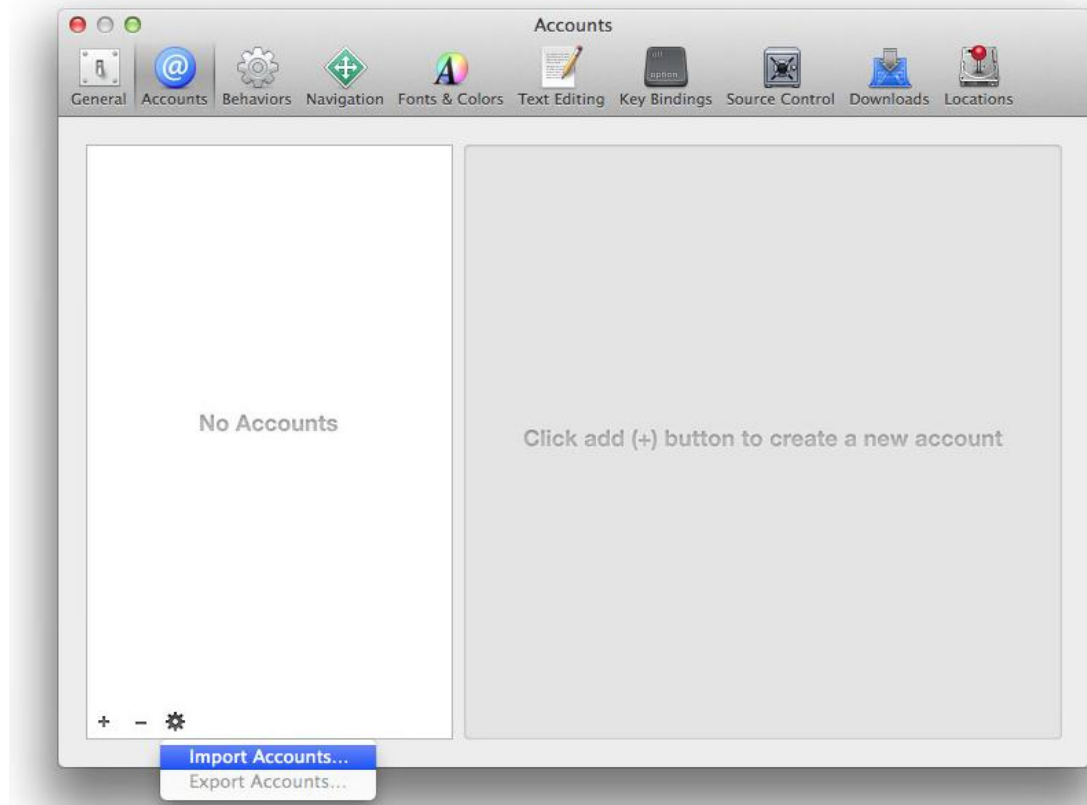 Accounts
General Accounts Behaviors Navigation Fonts & Colors Text Editing Key Bindings Source Control Downloads Locations
No Accounts
Click add (+) button to create a new account
+ −
Import Accounts...
Export Accounts...